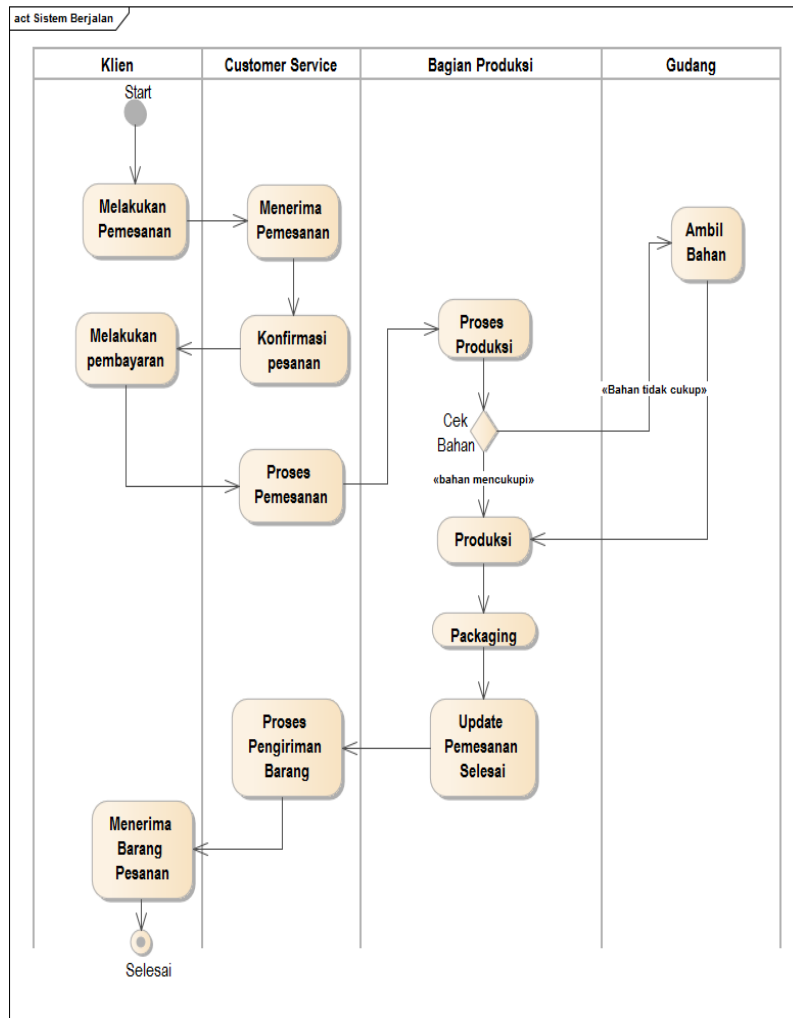 act Sistem Berjalan
Klien
Customer Service
Bagian Produksi
Gudang
Start
Melakukan
Pemesanan
Menerima
Pemesanan
Ambil
Bahan
Melakukan
pembayaran
Konfirmasi
pesanan
Proses
Produksi
«Bahan tidak cukup»
Cek
Bahan
«bahan mencukupi»
Proses
Pemesanan
Produksi
Packaging
Proses
Pengiriman
Barang
Update
Pemesanan
Selesai
Menerima
Barang
Pesanan
Selesai